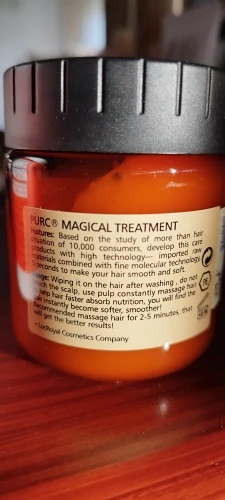 PURC® MAGICAL TREATMENT
Features: Based on the study of more than hair
situation of 10,000 consumers, develop this care
products with high technology--- imported raw
materials combined with fine molecular technology,
seconds to make your hair smooth and soft.
Usage: Wiping it on the hair after washing , do not
touch the scalp, use pulp constantly massage hair
help hair faster absorb nutrition, you will find the
hair instantly become softer, smoother!
Recommended massage hair for 2-5 minutes, that
will get the better results!
Cosmetics Company